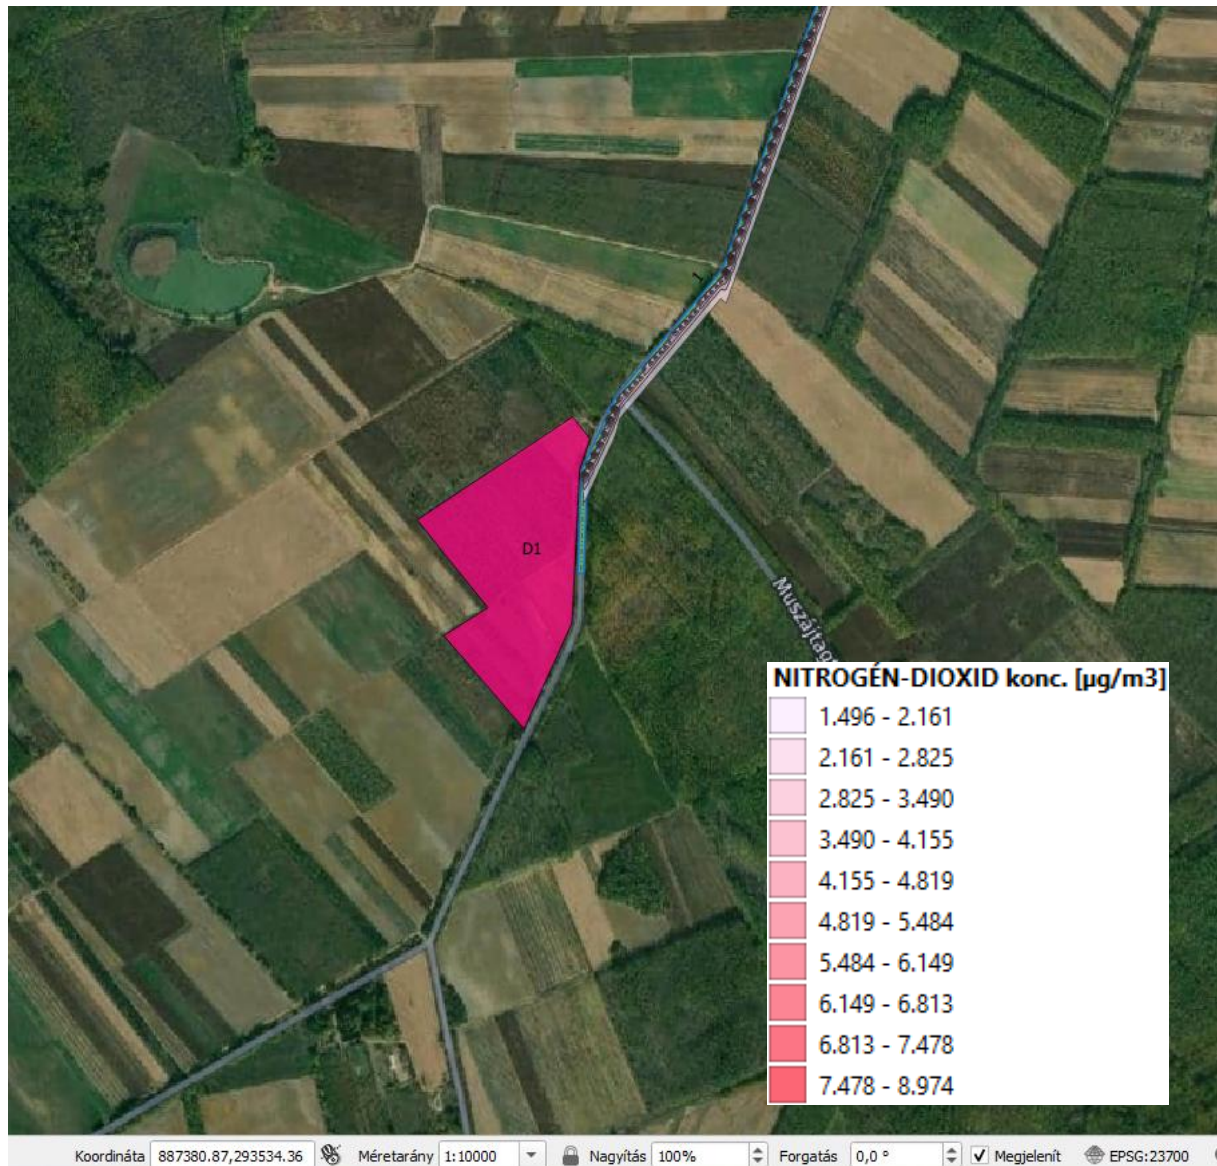 1
D1
Muszájtag
NITROGÉN-DIOXID konc. [µg/m3]
1.496 - 2.161
2.161 - 2.825
2.825 - 3.490
3.490 - 4.155
4.155 - 4.819
4.819 - 5.484
5.484 - 6.149
6.149 - 6.813
6.813 - 7.478
7.478 - 8.974
Koordináta 887380.87,293534.36 Méretarány 1:10000 Nagyítás 100% Forgatás 0,0 ° Megjelenít EPSG:23700